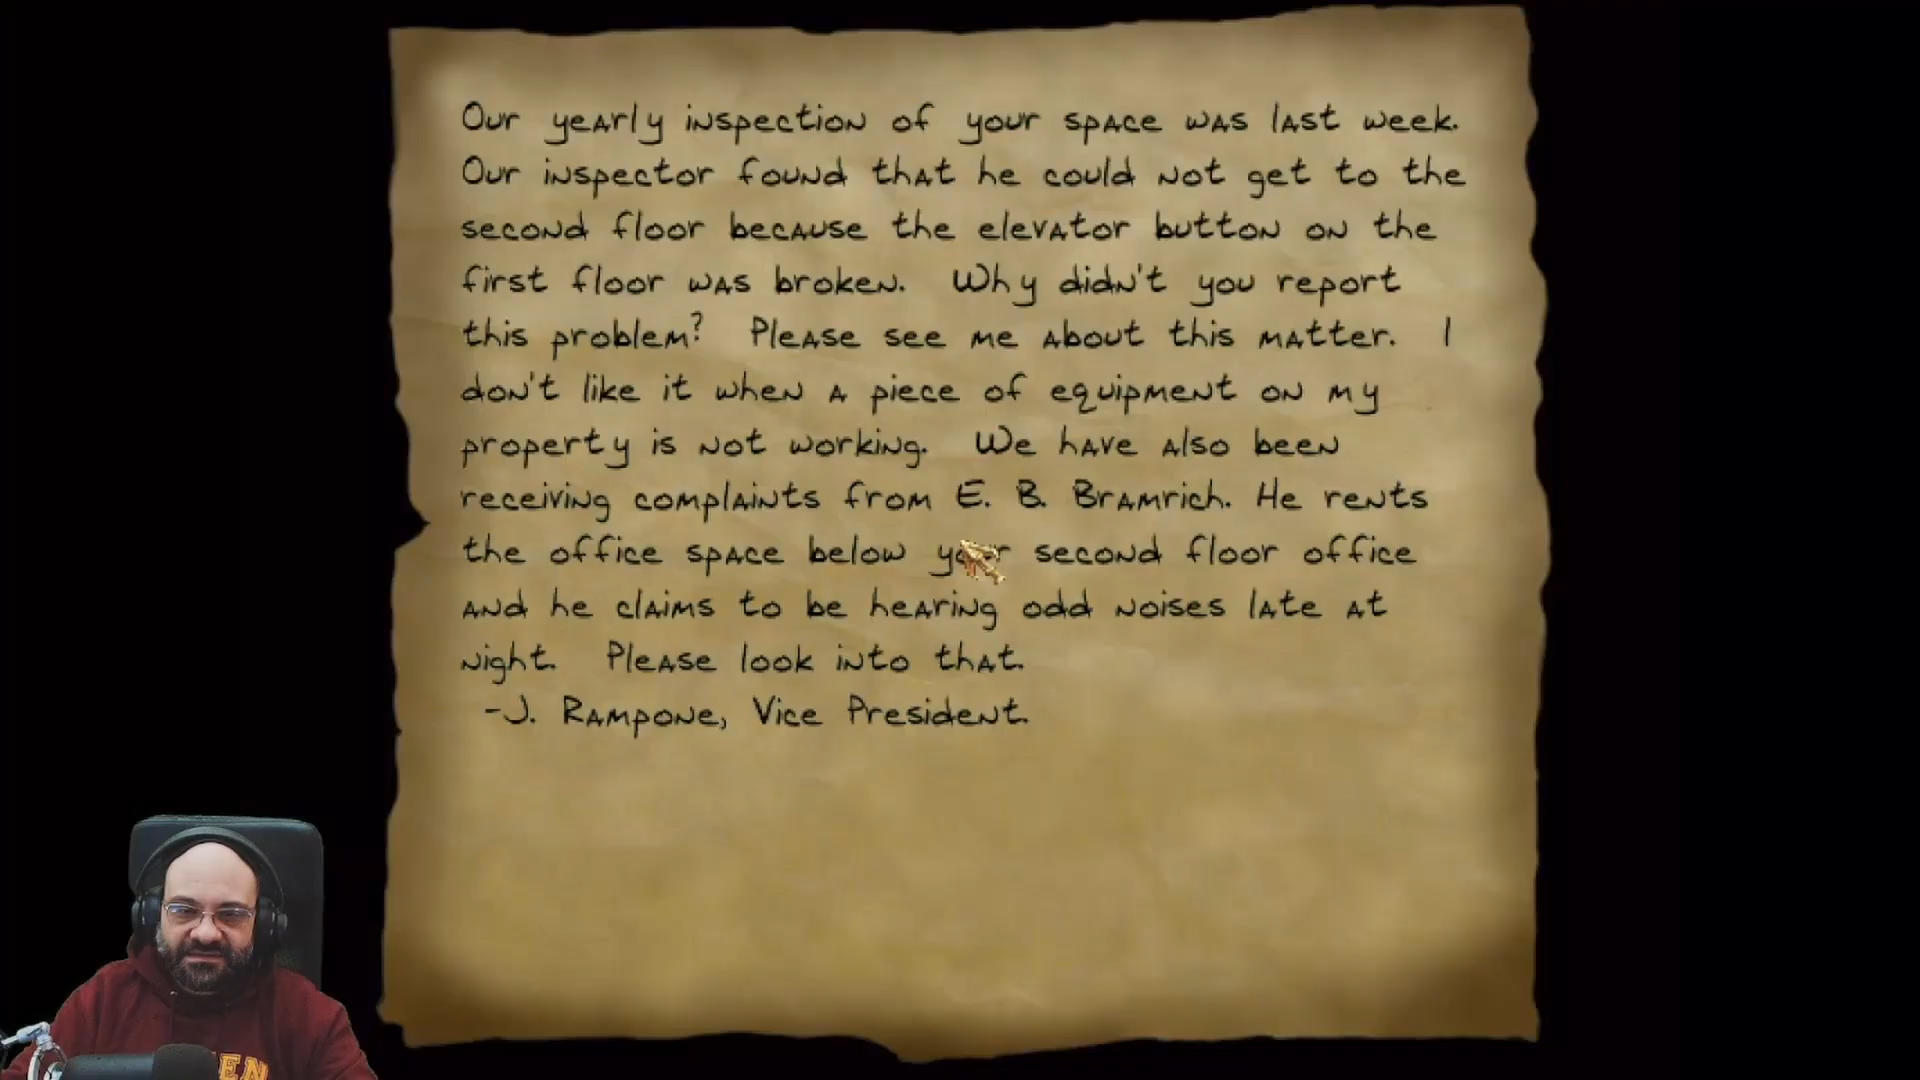 Our yearly inspection of your space was last week.
Our inspector found that he could not get to the
second floor because the elevator button on the
first floor was broken. Why didn't you report
this problem? Please see me about this matter. I
don't like it when a piece of equipment on my
property is not working. We have also been
receiving complaints from E. B. Bramrich. He rents
the office space below your second floor office
and he claims to be hearing odd noises late at
night. Please look into that.
-J. Rampone, Vice President.
EN